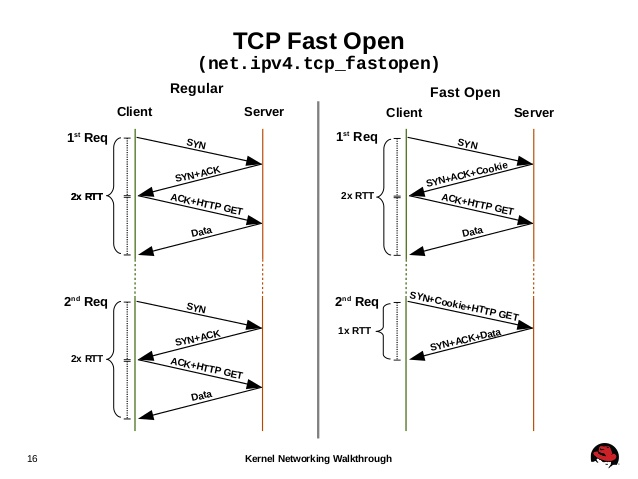 TCP Fast Open
(net.ipv4.tcp_fastopen)
Regular
Client
Server
1st Req
SYN
SYN+ACK
2x RTT
ACK+HTTP GET
Data
2nd Req
SYN
SYN+ACK
2x RTT
ACK+HTTP GET
Data
Fast Open
Client
Server
1st Req
SYN
SYN+ACK+Cookie
2x RTT
ACK+HTTP GET
Data
2nd Req
SYN+Cookie+HTTP GET
1x RTT
SYN+ACK+Data
16
Kernel Networking Walkthrough